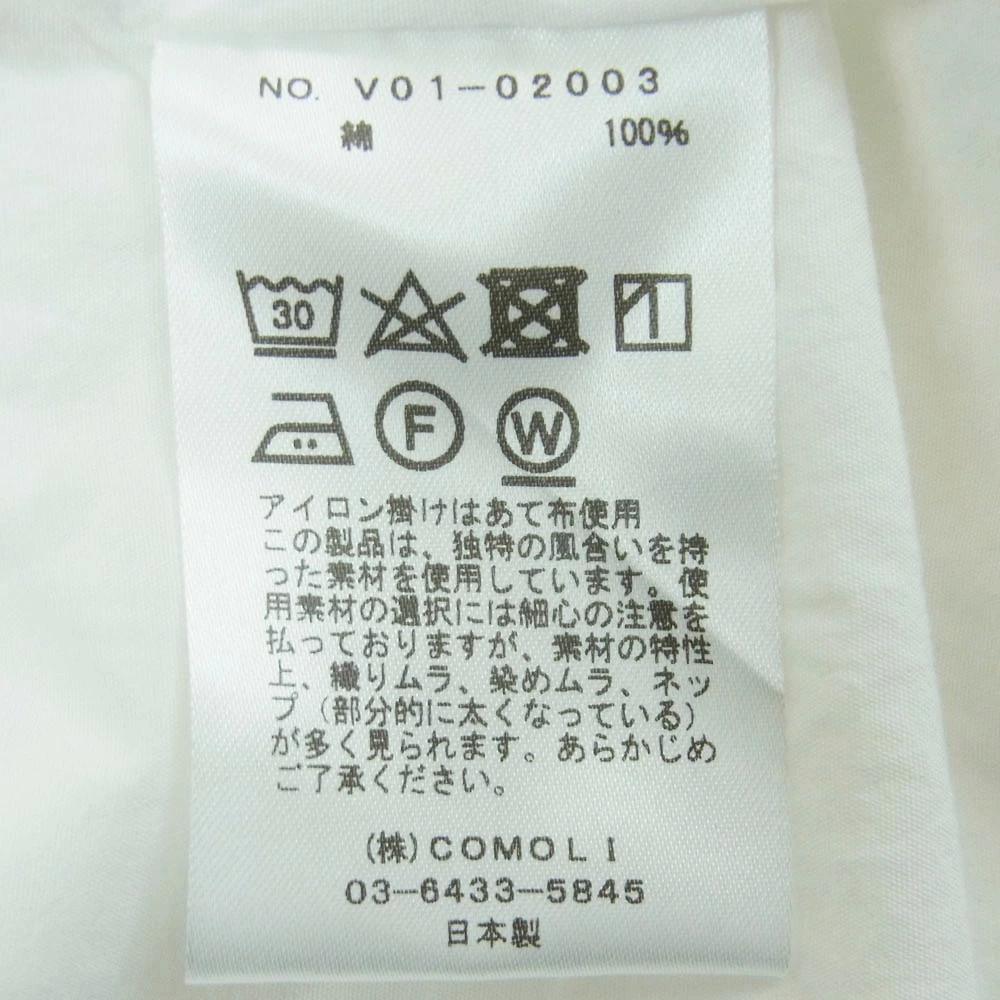 NO. V01-02003
綿 100%
30
F
W
アイロン掛けはあて布使用
この製品は、独特の風合いを持
った素材を使用しています。使
用素材の選択には細心の注意を
払っておりますが、素材の特性
上、織りムラ、染めムラ、ネッ
プ（部分的に太くなっている）
が多く見られます。あらかじめ
ご了承ください。
(株)COMOLI
03-6433-5845
日本製